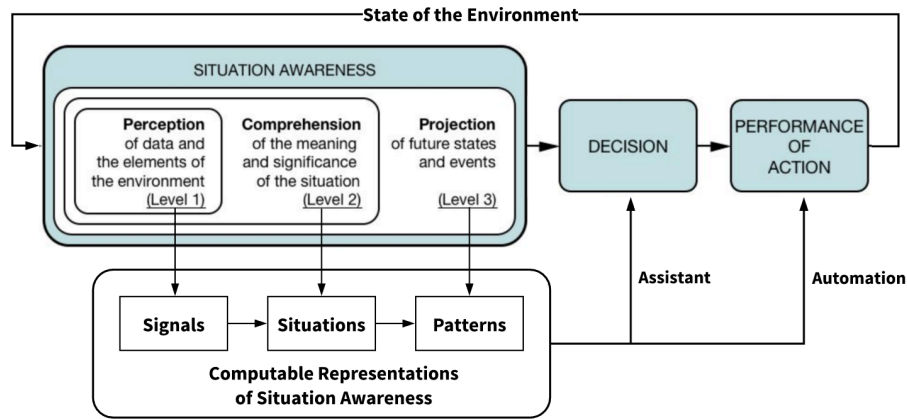 State of the Environment
SITUATION AWARENESS
Perception
of data and
the elements of
the environment
(Level 1)
Comprehension
of the meaning
and significance
of the situation
(Level 2)
Projection
of future states
and events
(Level 3)
DECISION
PERFORMANCE
OF
ACTION
Assistant
Automation
Signals
Situations
Patterns
Computable Representations
of Situation Awareness